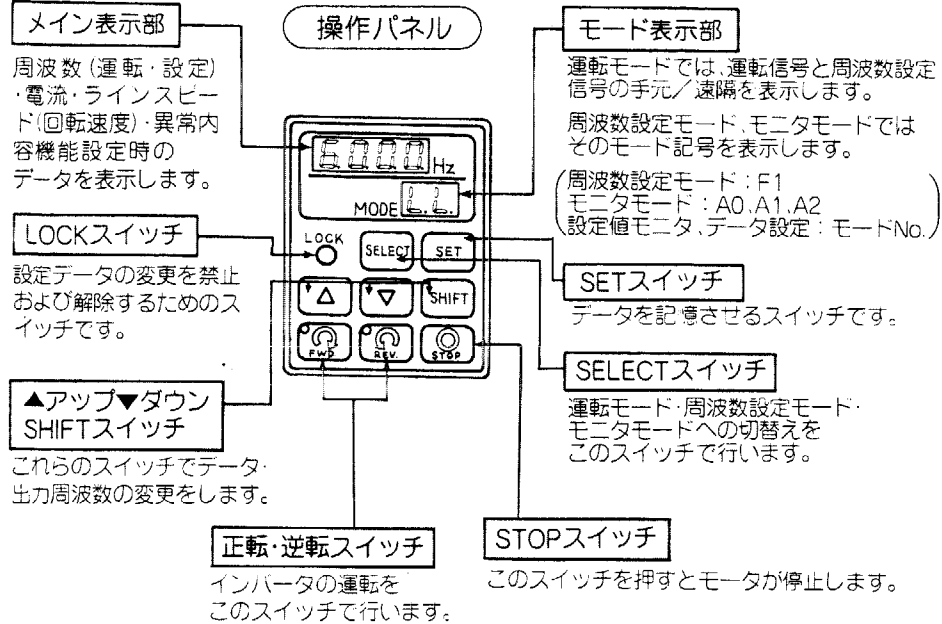 操作パネル
メイン表示部
周波数(運転・設定)
・電流・ラインスピー
ド(回転速度)・異常内
容機能設定時の
データを表示します。
LOCKスイッチ
設定データの変更を禁止
および解除するためのス
イッチです。
▲アップ▼ダウン
SHIFTスイッチ
これらのスイッチでデータ・
出力周波数の変更をします。
6000 Hz
MODE L.L.
LOCK
SELECT
SET
△
▽
SHIFT
FWD.
REV.
STOP
モード表示部
運転モードでは、運転信号と周波数設定
信号の手元/遠隔を表示します。
周波数設定モード、モニタモードでは
そのモード記号を表示します。
(周波数設定モード:F1
モニタモード:A0,A1,A2
設定値モニタ、データ設定:モードNo.)
SETスイッチ
データを記憶させるスイッチです。
SELECTスイッチ
運転モード・周波数設定モード・
モニタモードへの切替えを
このスイッチで行います。
正転・逆転スイッチ
インバータの運転を
このスイッチで行います。
STOPスイッチ
このスイッチを押すとモータが停止します。